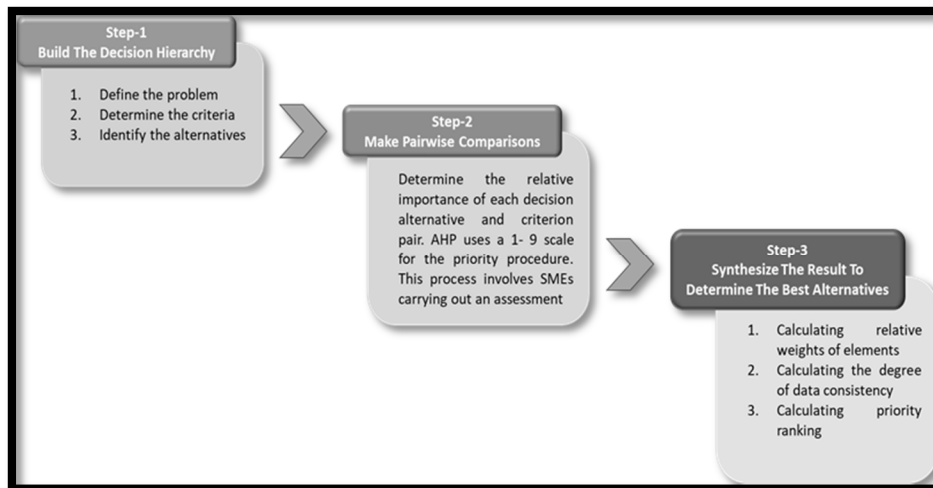 Step-1
Build The Decision Hierarchy
1. Define the problem
2. Determine the criteria
3. Identify the alternatives
Step-2
Make Pairwise Comparisons
Determine the relative
importance of each decision
alternative and criterion
pair. AHP uses a 1- 9 scale
for the priority procedure.
This process involves SMEs
carrying out an assessment
Step-3
Synthesize The Result To
Determine The Best Alternatives
1. Calculating relative
weights of elements
2. Calculating the degree
of data consistency
3. Calculating priority
ranking